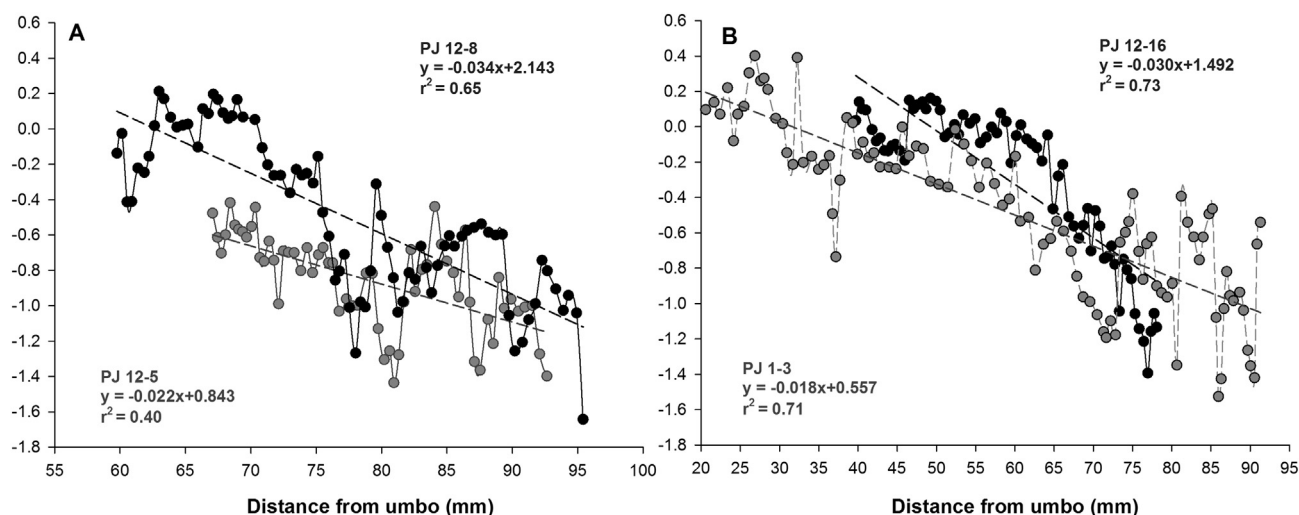 A
PJ 12-8
y = -0.034x+2.143
r² = 0.65
0.6
0.4
0.2
0.0
-0.2
-0.4
-0.6
-0.8
-1.0
-1.2
-1.4
-1.6
-1.8
PJ 12-5
y = -0.022x+0.843
r² = 0.40
55 60 65 70 75 80 85 90 95 100
Distance from umbo (mm)
B
PJ 12-16
y = -0.030x+1.492
r² = 0.73
0.6
0.4
0.2
0.0
-0.2
-0.4
-0.6
-0.8
-1.0
-1.2
-1.4
-1.6
-1.8
PJ 1-3
y = -0.018x+0.557
r² = 0.71
20 25 30 35 40 45 50 55 60 65 70 75 80 85 90 95
Distance from umbo (mm)